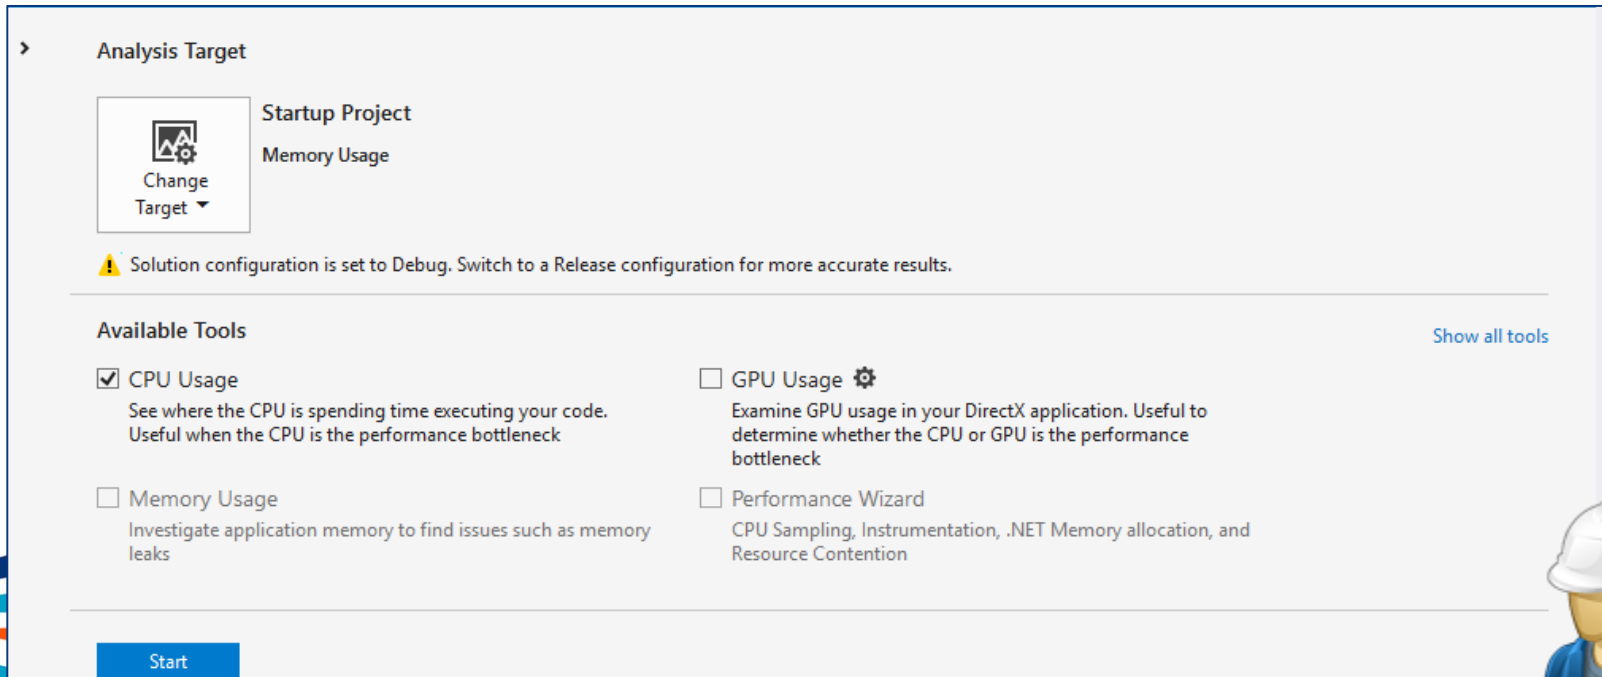 Analysis Target
Startup Project
Memory Usage
Change
Target
Solution configuration is set to Debug. Switch to a Release configuration for more accurate results.
Available Tools
Show all tools
CPU Usage
See where the CPU is spending time executing your code.
Useful when the CPU is the performance bottleneck
GPU Usage
Examine GPU usage in your DirectX application. Useful to
determine whether the CPU or GPU is the performance
bottleneck
Memory Usage
Investigate application memory to find issues such as memory
leaks
Performance Wizard
CPU Sampling, Instrumentation, .NET Memory allocation, and
Resource Contention
Start